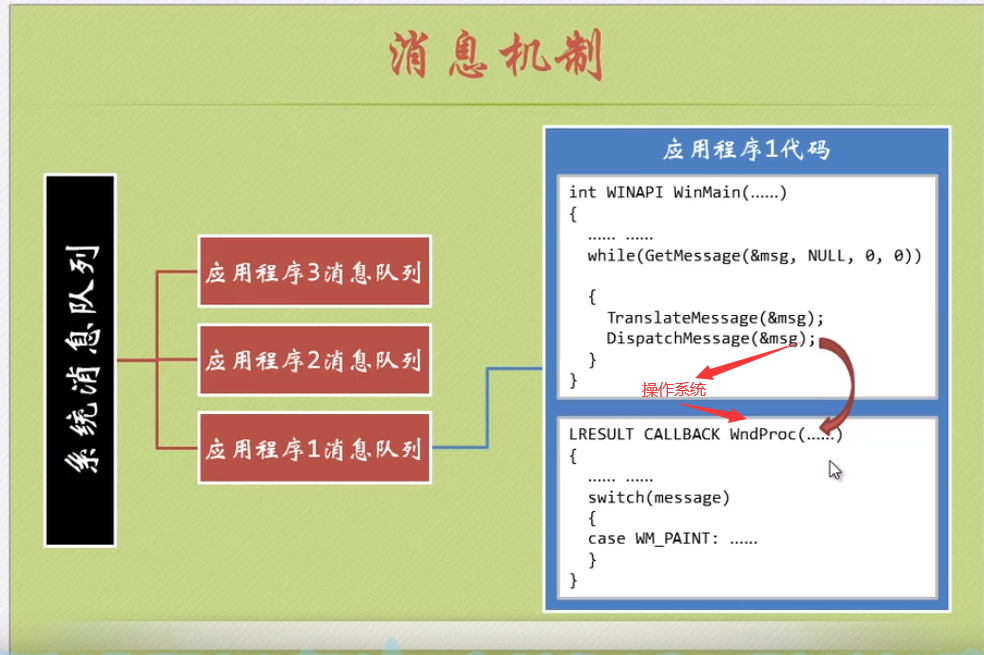 消息机制
系统消息队列
应用程序3消息队列
应用程序2消息队列
应用程序1消息队列
应用程序1代码
int WINAPI WinMain(……)
{
…… ……
while(GetMessage(&msg, NULL, 0, 0))
{
TranslateMessage(&msg);
DispatchMessage(&msg);
}
}
操作系统
LRESULT CALLBACK WndProc(……)
{
…… ……
switch(message)
{
case WM_PAINT: ……
}
}